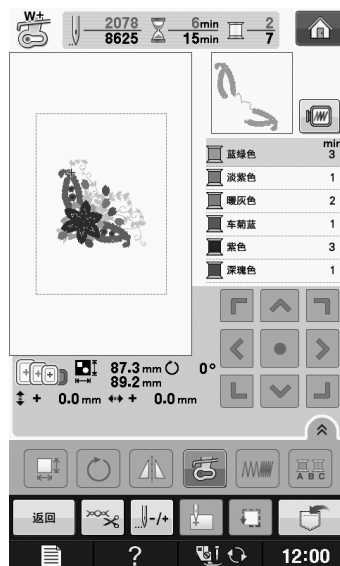 W±
2078 6min 2
8625 15min 7
min
蓝绿色 3
淡紫色 1
暖灰色 2
车菊蓝 1
紫色 3
深瑰色 1
87.3 mm 0°
89.2 mm
+ 0.0 mm + 0.0 mm
A B C
返回 -/+
? 12:00